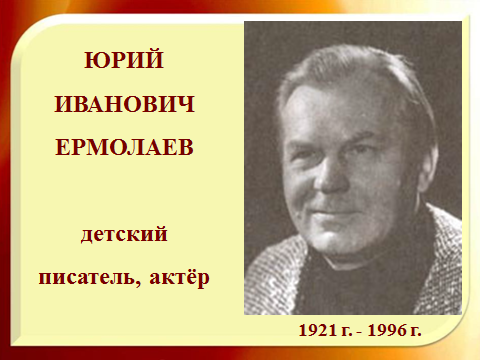 ЮРИЙ
ИВАНОВИЧ
ЕРМОЛАЕВ
детский
писатель, актёр
1921 г. - 1996 г.